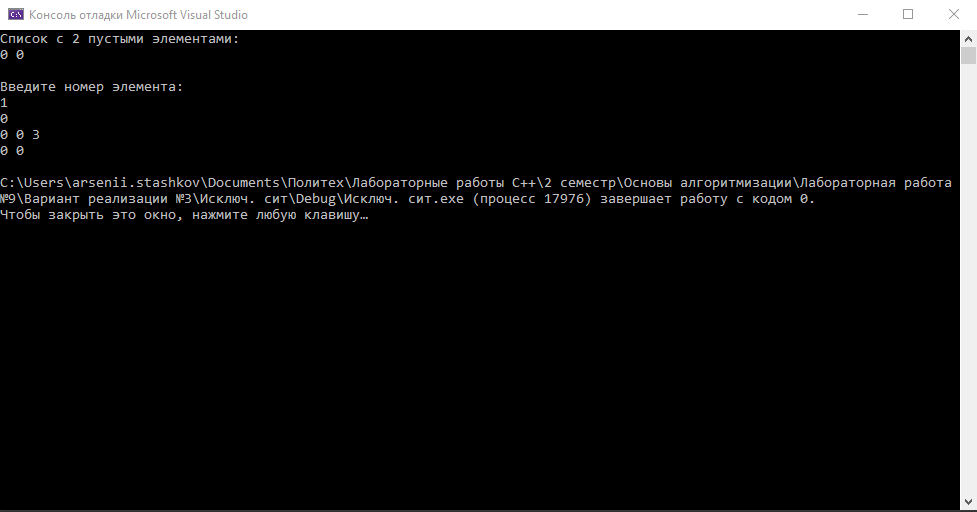 Консоль отладки Microsoft Visual Studio
Список с 2 пустыми элементами:
0 0
Введите номер элемента:
1
0
0 0 3
0 0
C:\Users\arsenii.stashkov\Documents\Политех\Лабораторные работы C++\2 семестр\Основы алгоритмизации\Лабораторная работа
№9\Вариант реализации №3\Исключ. сит\Debug\Исключ. сит.exe (процесс 17976) завершает работу с кодом 0.
Чтобы закрыть это окно, нажмите любую клавишу…